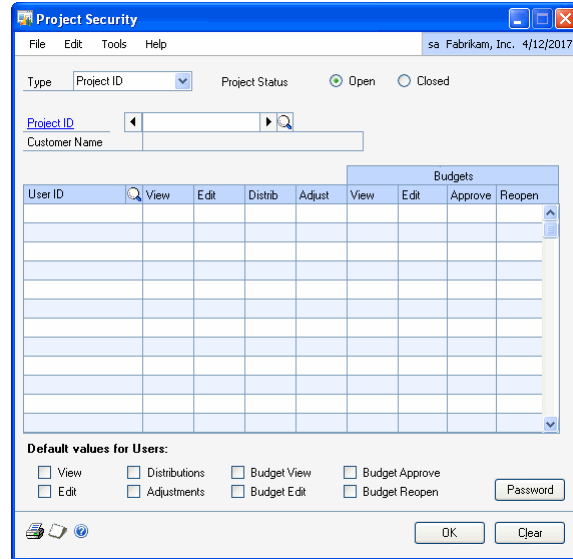 Project Security
File Edit Tools Help sa Fabrikam, Inc. 4/12/2017
Type Project ID Project Status Open Closed
Project ID
Customer Name
Budgets
User ID View Edit Distrib Adjust View Edit Approve Reopen
Default values for Users:
View Distributions Budget View Budget Approve
Edit Adjustments Budget Edit Budget Reopen Password
OK Clear